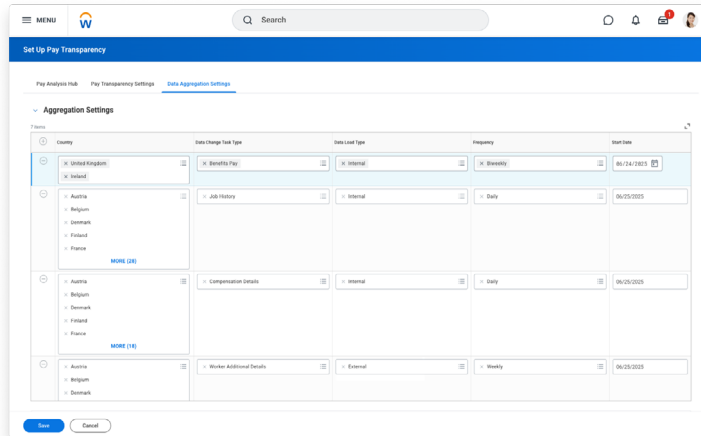 MENU
Search
1
Set Up Pay Transparency
Pay Analysis Hub Pay Transparency Settings Data Aggregation Settings
Aggregation Settings
7 items
Country Data Change Task Type Data Load Type Frequency Start Date
× United Kingdom × Benefits Pay × Internal × Biweekly 06/24/2025
× Ireland
× Austria × Job History × Internal × Daily 06/25/2025
× Belgium
× Denmark
× Finland
× France
MORE (28)
× Austria × Compensation Details × Internal × Daily 06/25/2025
× Belgium
× Denmark
× Finland
× France
MORE (18)
× Austria × Worker Additional Details × External × Weekly 06/25/2025
× Belgium
× Denmark
Save Cancel